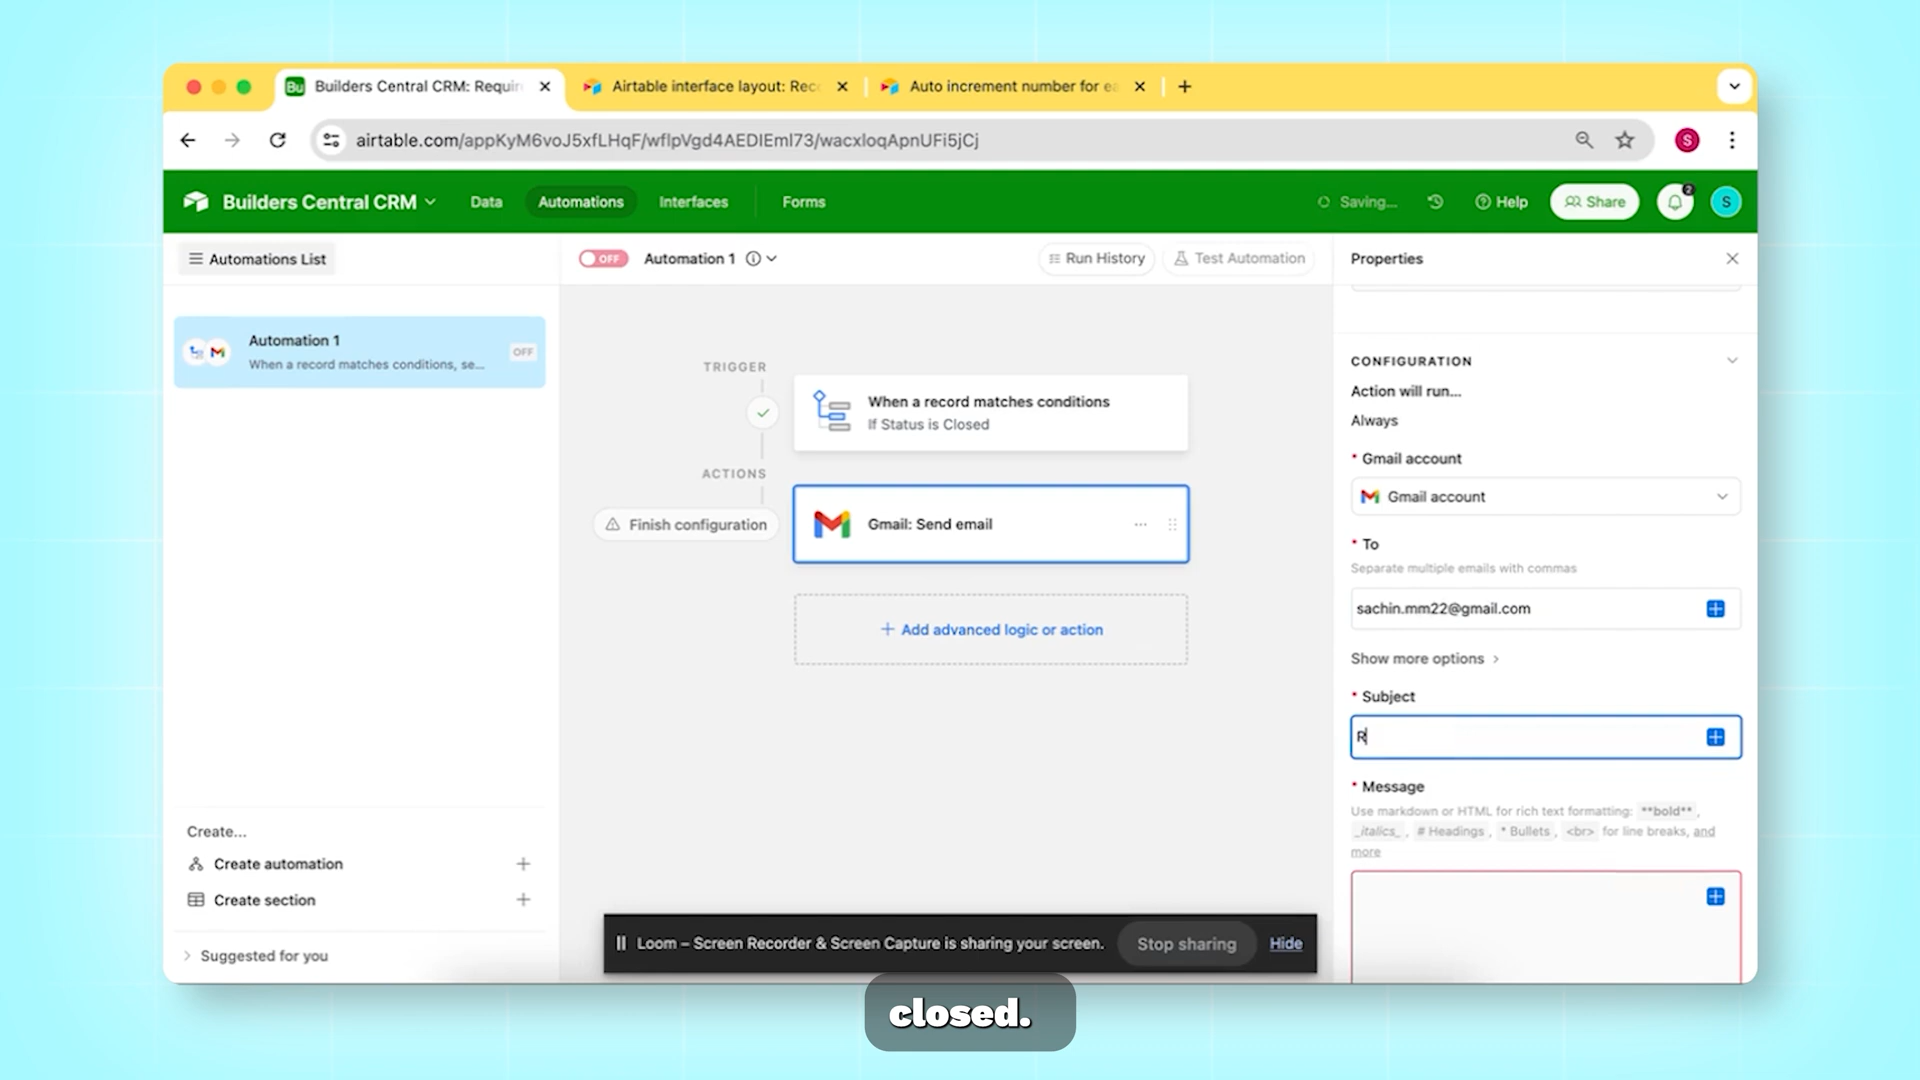 Bu Builders Central CRM: Requir
Airtable interface layout: Rec
Auto increment number for ea
airtable.com/appKyM6voJ5xfLHqF/wflpVgd4AEDIEml73/wacxloqApnUFi5jCj
S
Builders Central CRM
Data
Automations
Interfaces
Forms
Saving...
Help
Share
2
S
Automations List
OFF
Automation 1
Run History
Test Automation
Properties
Automation 1
When a record matches conditions, se...
OFF
TRIGGER
When a record matches conditions
If Status is Closed
ACTIONS
Finish configuration
Gmail: Send email
+ Add advanced logic or action
CONFIGURATION
Action will run...
Always
* Gmail account
Gmail account
* To
Separate multiple emails with commas
sachin.mm22@gmail.com
Show more options
* Subject
R
* Message
Use markdown or HTML for rich text formatting: **bold** ,
_italics_ , # Headings , * Bullets , <br> for line breaks, and
more
Create...
Create automation
Create section
Suggested for you
Loom – Screen Recorder & Screen Capture is sharing your screen.
Stop sharing
Hide
closed.